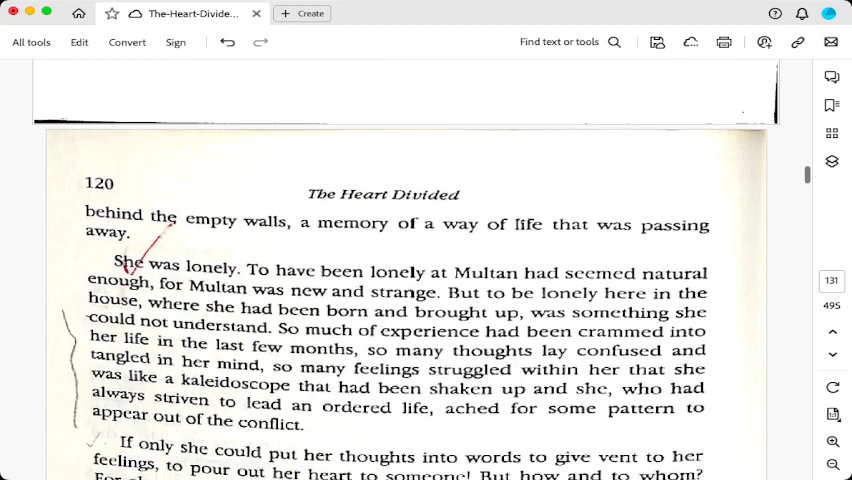 The-Heart-Divide...
Create
All tools
Edit
Convert
Sign
Find text or tools
120
The Heart Divided
behind the empty walls, a memory of a way of life that was passing
away.
She was lonely. To have been lonely at Multan had seemed natural
enough, for Multan was new and strange. But to be lonely here in the
house, where she had been born and brought up, was something she
could not understand. So much of experience had been crammed into
her life in the last few months, so many thoughts lay confused and
tangled in her mind, so many feelings struggled within her that she
was like a kaleidoscope that had been shaken up and she, who had
always striven to lead an ordered life, ached for some pattern to
appear out of the conflict.
If only she could put her thoughts into words to give vent to her
feelings, to pour out her heart to someone! But how and to whom?
131
495